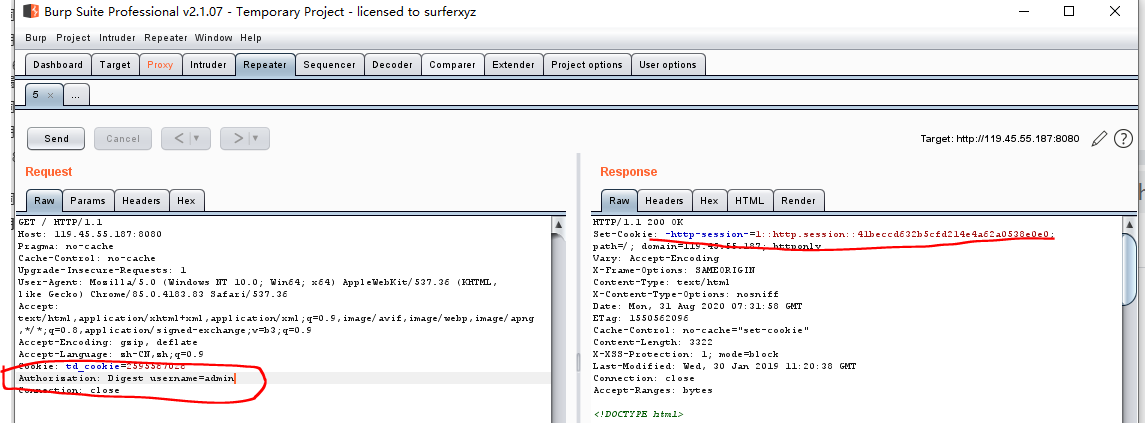 Burp Suite Professional v2.1.07 - Temporary Project - licensed to surferxyz
Burp Project Intruder Repeater Window Help
Dashboard Target Proxy Intruder Repeater Sequencer Decoder Comparer Extender Project options User options
5 × ...
Send Cancel < ▼ > ▼ Target: http://119.45.55.187:8080 ?
Request
Raw Params Headers Hex
GET / HTTP/1.1
Host: 119.45.55.187:8080
Pragma: no-cache
Cache-Control: no-cache
Upgrade-Insecure-Requests: 1
User-Agent: Mozilla/5.0 (Windows NT 10.0; Win64; x64) AppleWebKit/537.36 (KHTML,
like Gecko) Chrome/85.0.4183.83 Safari/537.36
Accept:
text/html,application/xhtml+xml,application/xml;q=0.9,image/avif,image/webp,image/apng
,*/*;q=0.8,application/signed-exchange;v=b3;q=0.9
Accept-Encoding: gzip, deflate
Accept-Language: zh-CN,zh;q=0.9
Cookie:
Authorization: Digest username=admin
Connection: close
Response
Raw Headers Hex HTML Render
HTTP/1.1 200 OK
Set-Cookie: -http-session-=1::http.session::41beccd632b5cfd214e4a62a0538e0e0;
path=/; domain=119.45.55.187; httponly
Vary: Accept-Encoding
X-Frame-Options: SAMEORIGIN
Content-Type: text/html
X-Content-Type-Options: nosniff
Date: Mon, 31 Aug 2020 07:31:58 GMT
ETag: 1550562096
Cache-Control: no-cache="set-cookie"
Content-Length: 3322
X-XSS-Protection: 1; mode=block
Last-Modified: Wed, 30 Jan 2019 11:20:38 GMT
Connection: close
Accept-Ranges: bytes
<!DOCTYPE html>